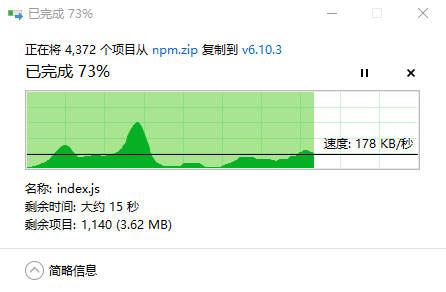 已完成 73%
正在将 4,372 个项目从 npm.zip 复制到 v6.10.3
已完成 73%
速度: 178 KB/秒
名称: index.js
剩余时间: 大约 15 秒
剩余项目: 1,140 (3.62 MB)
简略信息